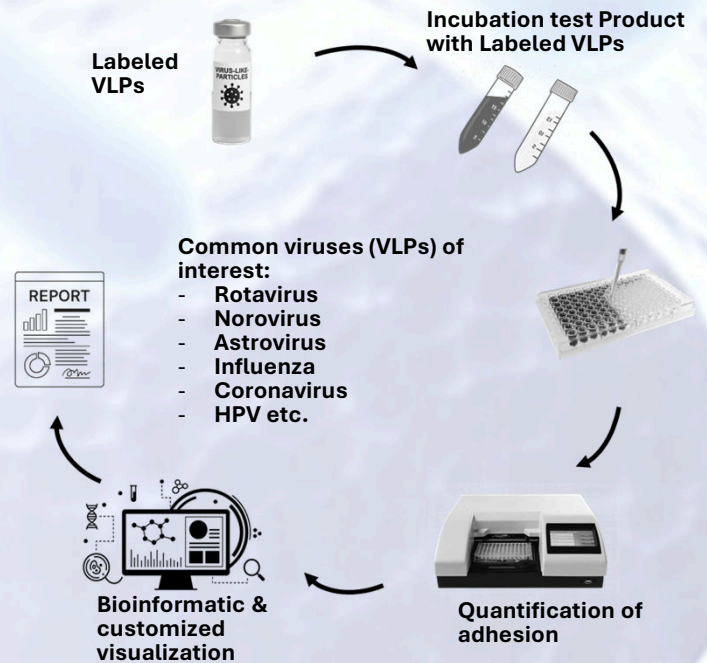 Labeled
VLPs
VIRUS-LIKE-
PARTICLES
Incubation test Product
with Labeled VLPs
Common viruses (VLPs) of
interest:
- Rotavirus
- Norovirus
- Astrovirus
- Influenza
- Coronavirus
- HPV etc.
REPORT
Bioinformatic &
customized
visualization
Quantification of
adhesion